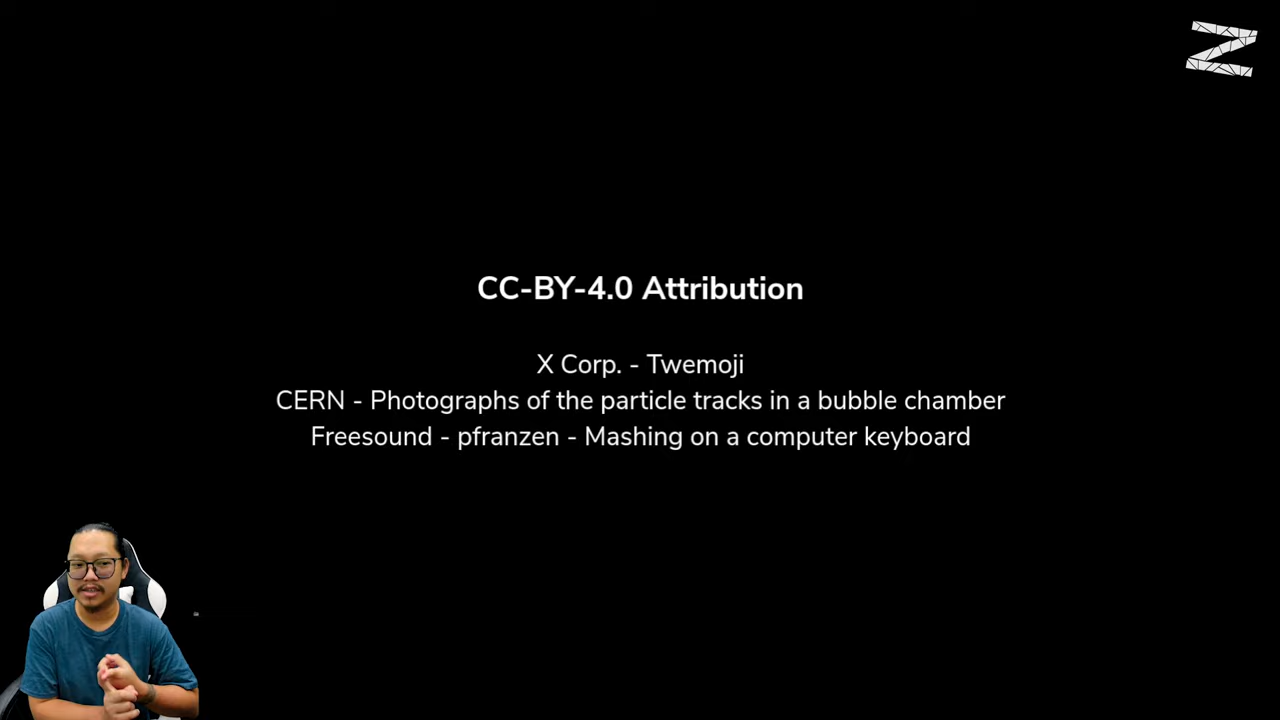 CC-BY-4.0 Attribution
X Corp. - Twemoji
CERN - Photographs of the particle tracks in a bubble chamber
Freesound - pfranzen - Mashing on a computer keyboard